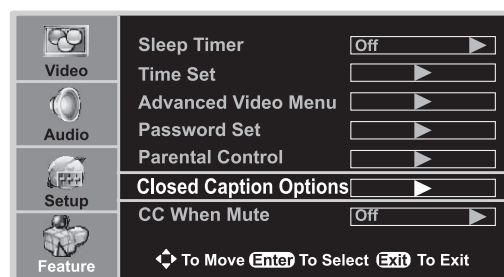 Video
Audio
Setup
Feature
Sleep Timer Off
Time Set
Advanced Video Menu
Password Set
Parental Control
Closed Caption Options
CC When Mute Off
To Move Enter To Select Exit To Exit